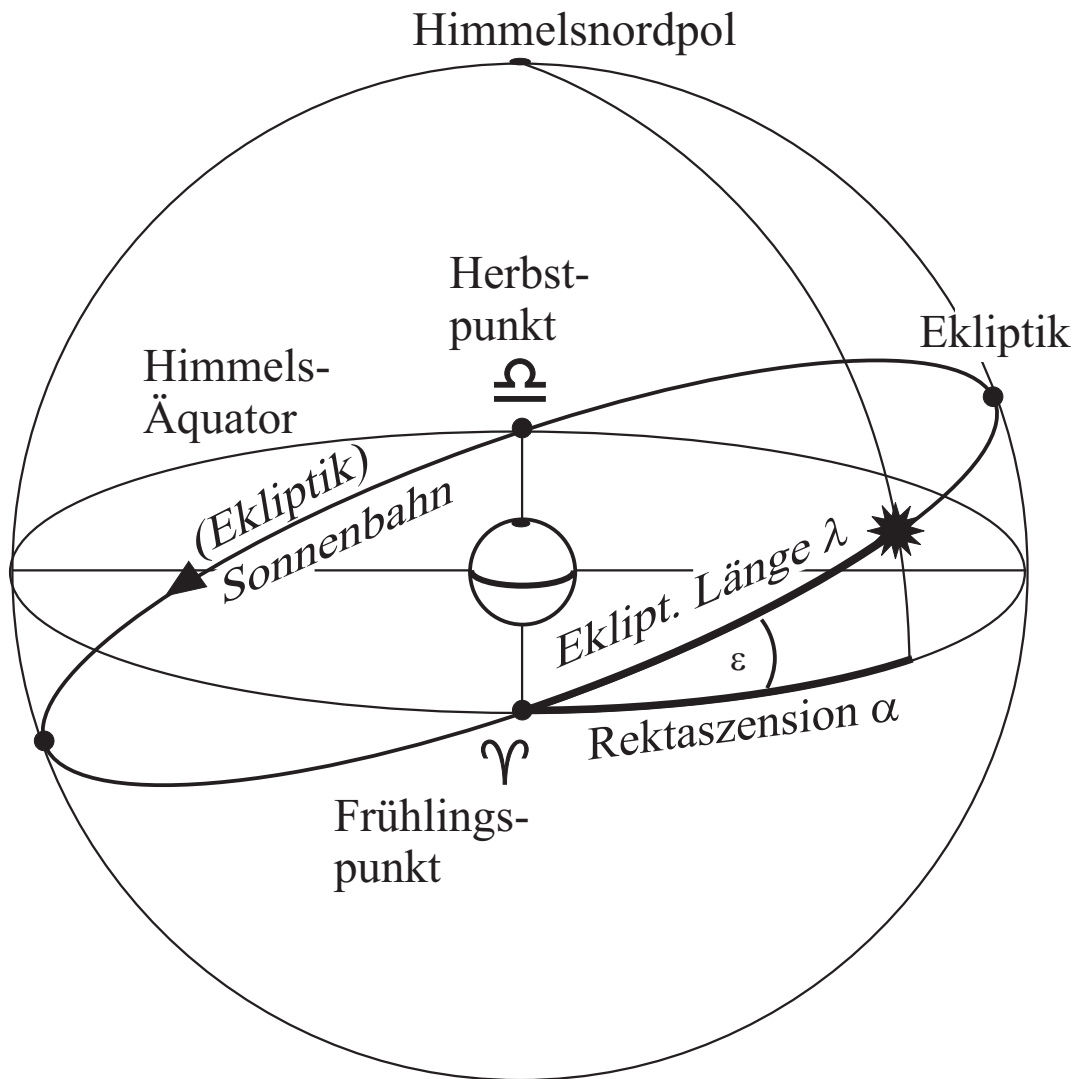 Himmelsnordpol
Herbst-
punkt
♎
Ekliptik
Himmels-
Äquator
(Ekliptik)
Sonnenbahn
Eklipt. Länge λ
ε
Rektaszension α
♈
Frühlings-
punkt